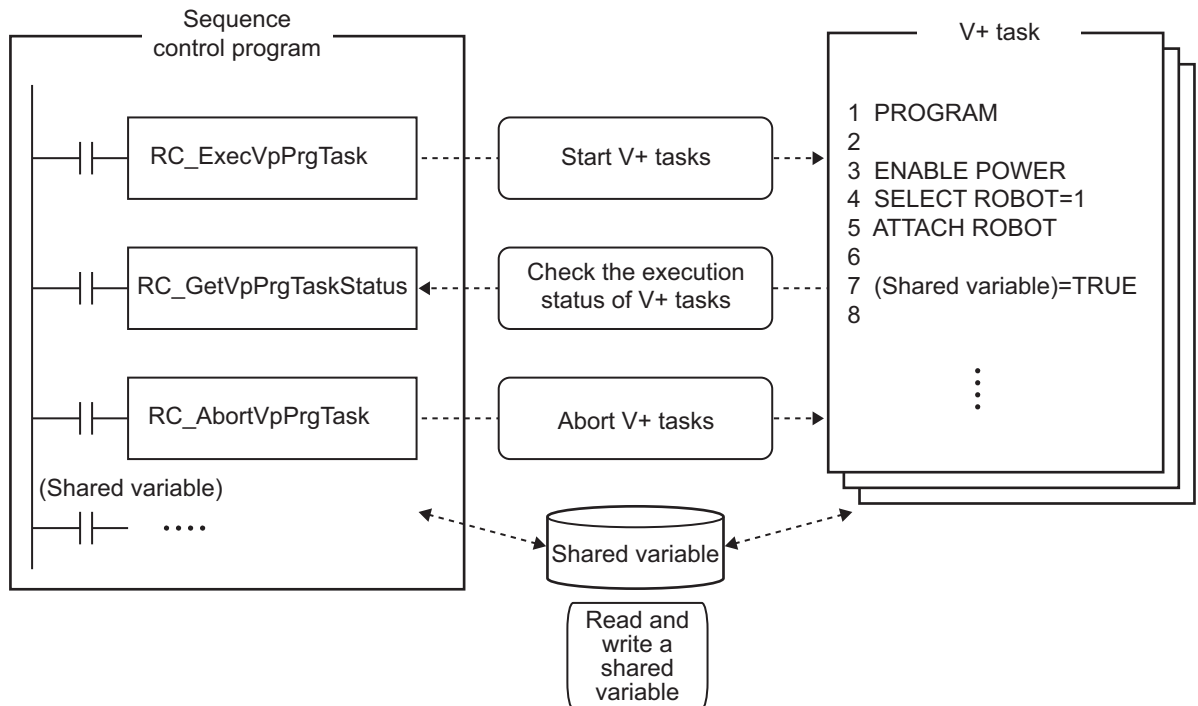 Sequence
control program
RC_ExecVpPrgTask
RC_GetVpPrgTaskStatus
RC_AbortVpPrgTask
(Shared variable)
Start V+ tasks
Check the execution
status of V+ tasks
Abort V+ tasks
Shared variable
Read and
write a
shared
variable
V+ task
1 PROGRAM
2
3 ENABLE POWER
4 SELECT ROBOT=1
5 ATTACH ROBOT
6
7 (Shared variable)=TRUE
8